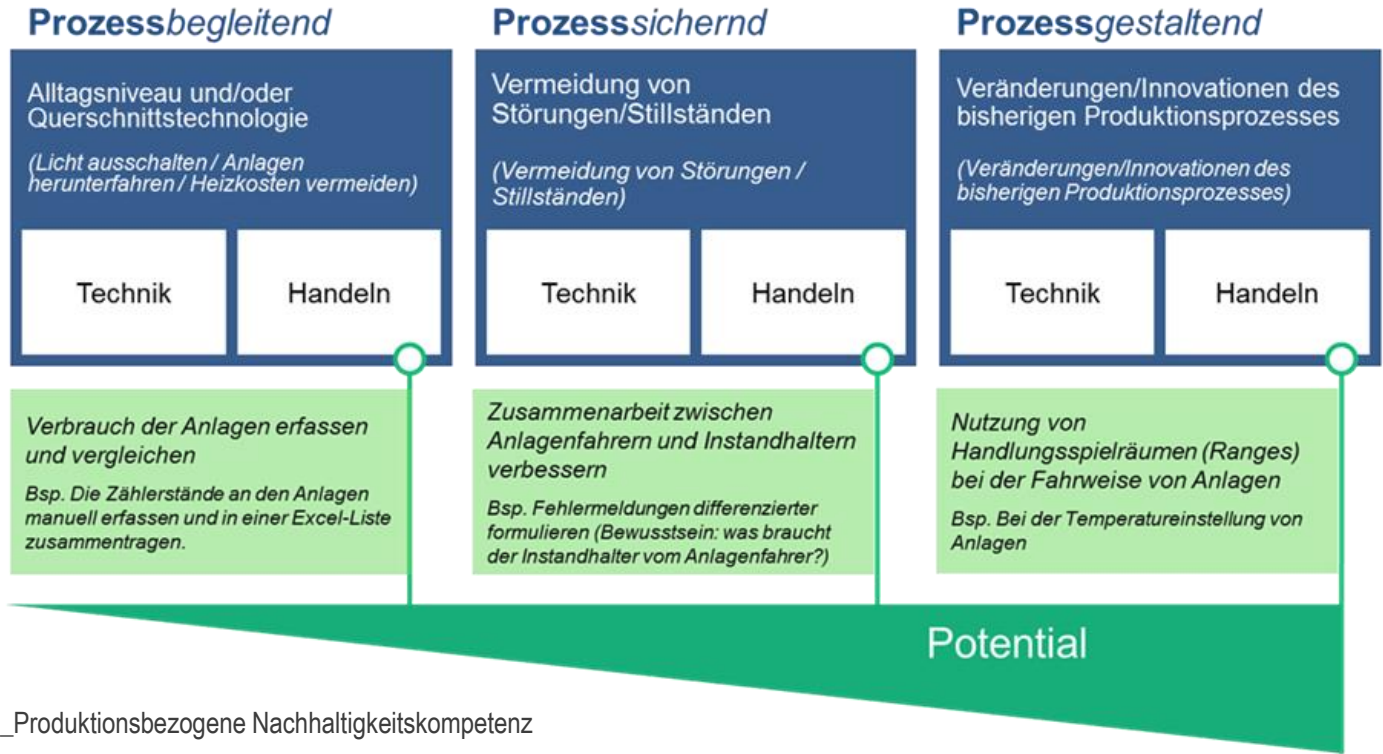 Prozessbegleitend
Alltagsniveau und/oder
Querschnittstechnologie
(Licht ausschalten / Anlagen
herunterfahren / Heizkosten vermeiden)
Technik
Handeln
Verbrauch der Anlagen erfassen
und vergleichen
Bsp. Die Zählerstände an den Anlagen
manuell erfassen und in einer Excel-Liste
zusammentragen.
Prozesssichernd
Vermeidung von
Störungen/Stillständen
(Vermeidung von Störungen /
Stillständen)
Technik
Handeln
Zusammenarbeit zwischen
Anlagenfahrern und Instandhaltern
verbessern
Bsp. Fehlermeldungen differenzierter
formulieren (Bewusstsein: was braucht
der Instandhalter vom Anlagenfahrer?)
Prozessgestaltend
Veränderungen/Innovationen des
bisherigen Produktionsprozesses
(Veränderungen/Innovationen des
bisherigen Produktionsprozesses)
Technik
Handeln
Nutzung von
Handlungsspielräumen (Ranges)
bei der Fahrweise von Anlagen
Bsp. Bei der Temperatureinstellung von
Anlagen
Potential
_Produktionsbezogene Nachhaltigkeitskompetenz